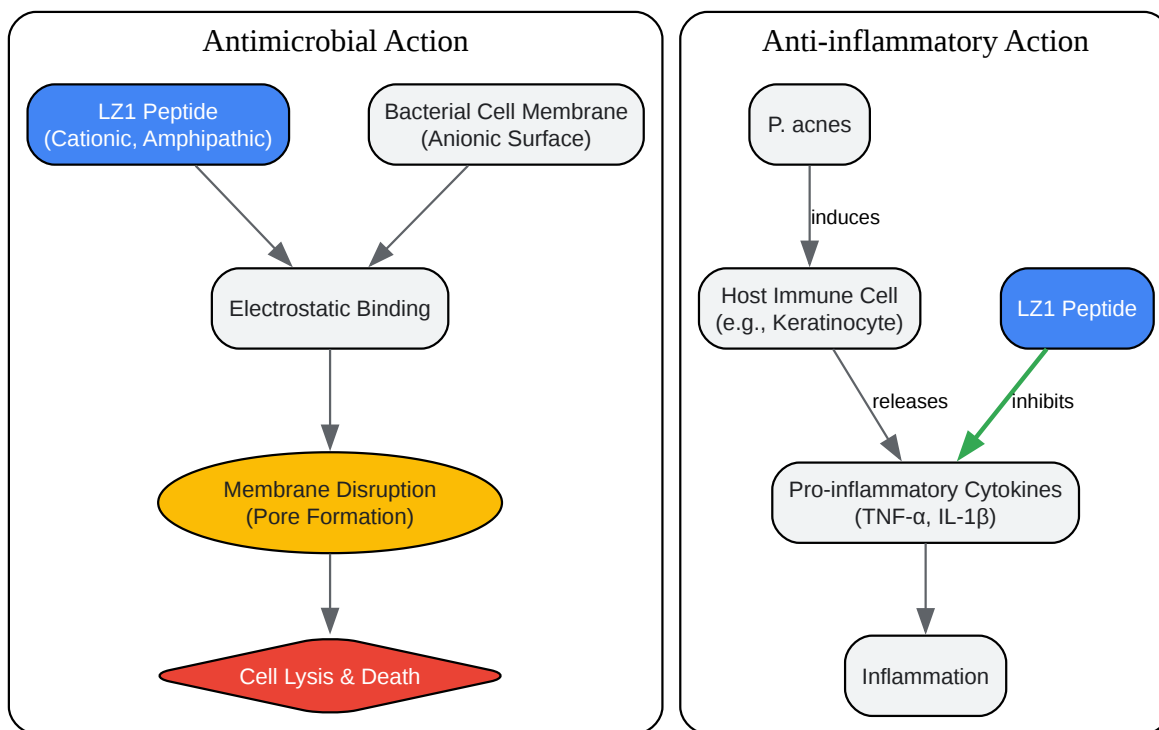 Antimicrobial Action
LZ1 Peptide
(Cationic, Amphipathic)
Bacterial Cell Membrane
(Anionic Surface)
Electrostatic Binding
Membrane Disruption
(Pore Formation)
Cell Lysis & Death
Anti-inflammatory Action
P. acnes
induces
Host Immune Cell
(e.g., Keratinocyte)
LZ1 Peptide
releases
inhibits
Pro-inflammatory Cytokines
(TNF-α, IL-1β)
Inflammation